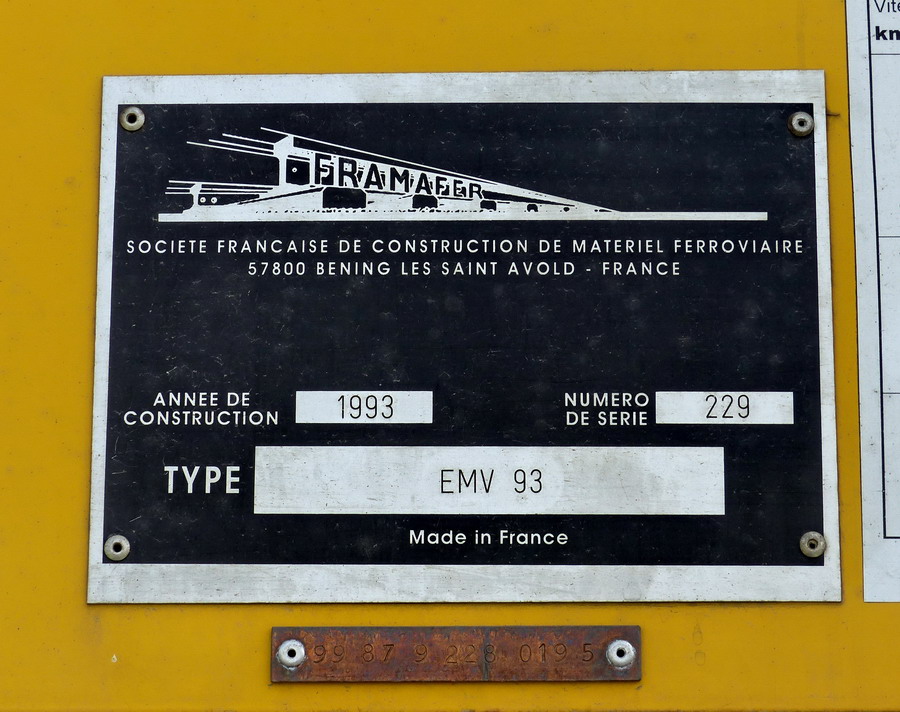 FRAMAFER
SOCIETE FRANCAISE DE CONSTRUCTION DE MATERIEL FERROVIAIRE
57800 BENING LES SAINT AVOLD - FRANCE
ANNEE DE
CONSTRUCTION
1993
NUMERO
DE SERIE
229
TYPE
EMV 93
Made in France
99 87 9 228 019 5
km